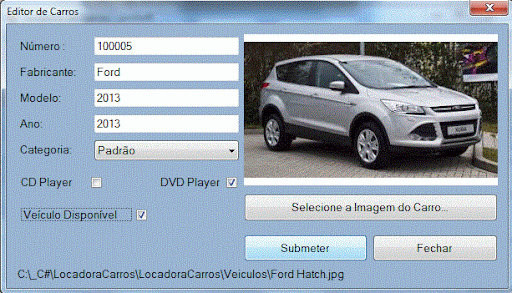 Editor de Carros
Número : 100005
Fabricante: Ford
Modelo: 2013
Ano: 2013
Categoria: Padrão
CD Player DVD Player
Veículo Disponível
Selecione a Imagem do Carro...
Submeter Fechar
C:\_C#\LocadoraCarros\LocadoraCarros\Veiculos\Ford Hatch.jpg